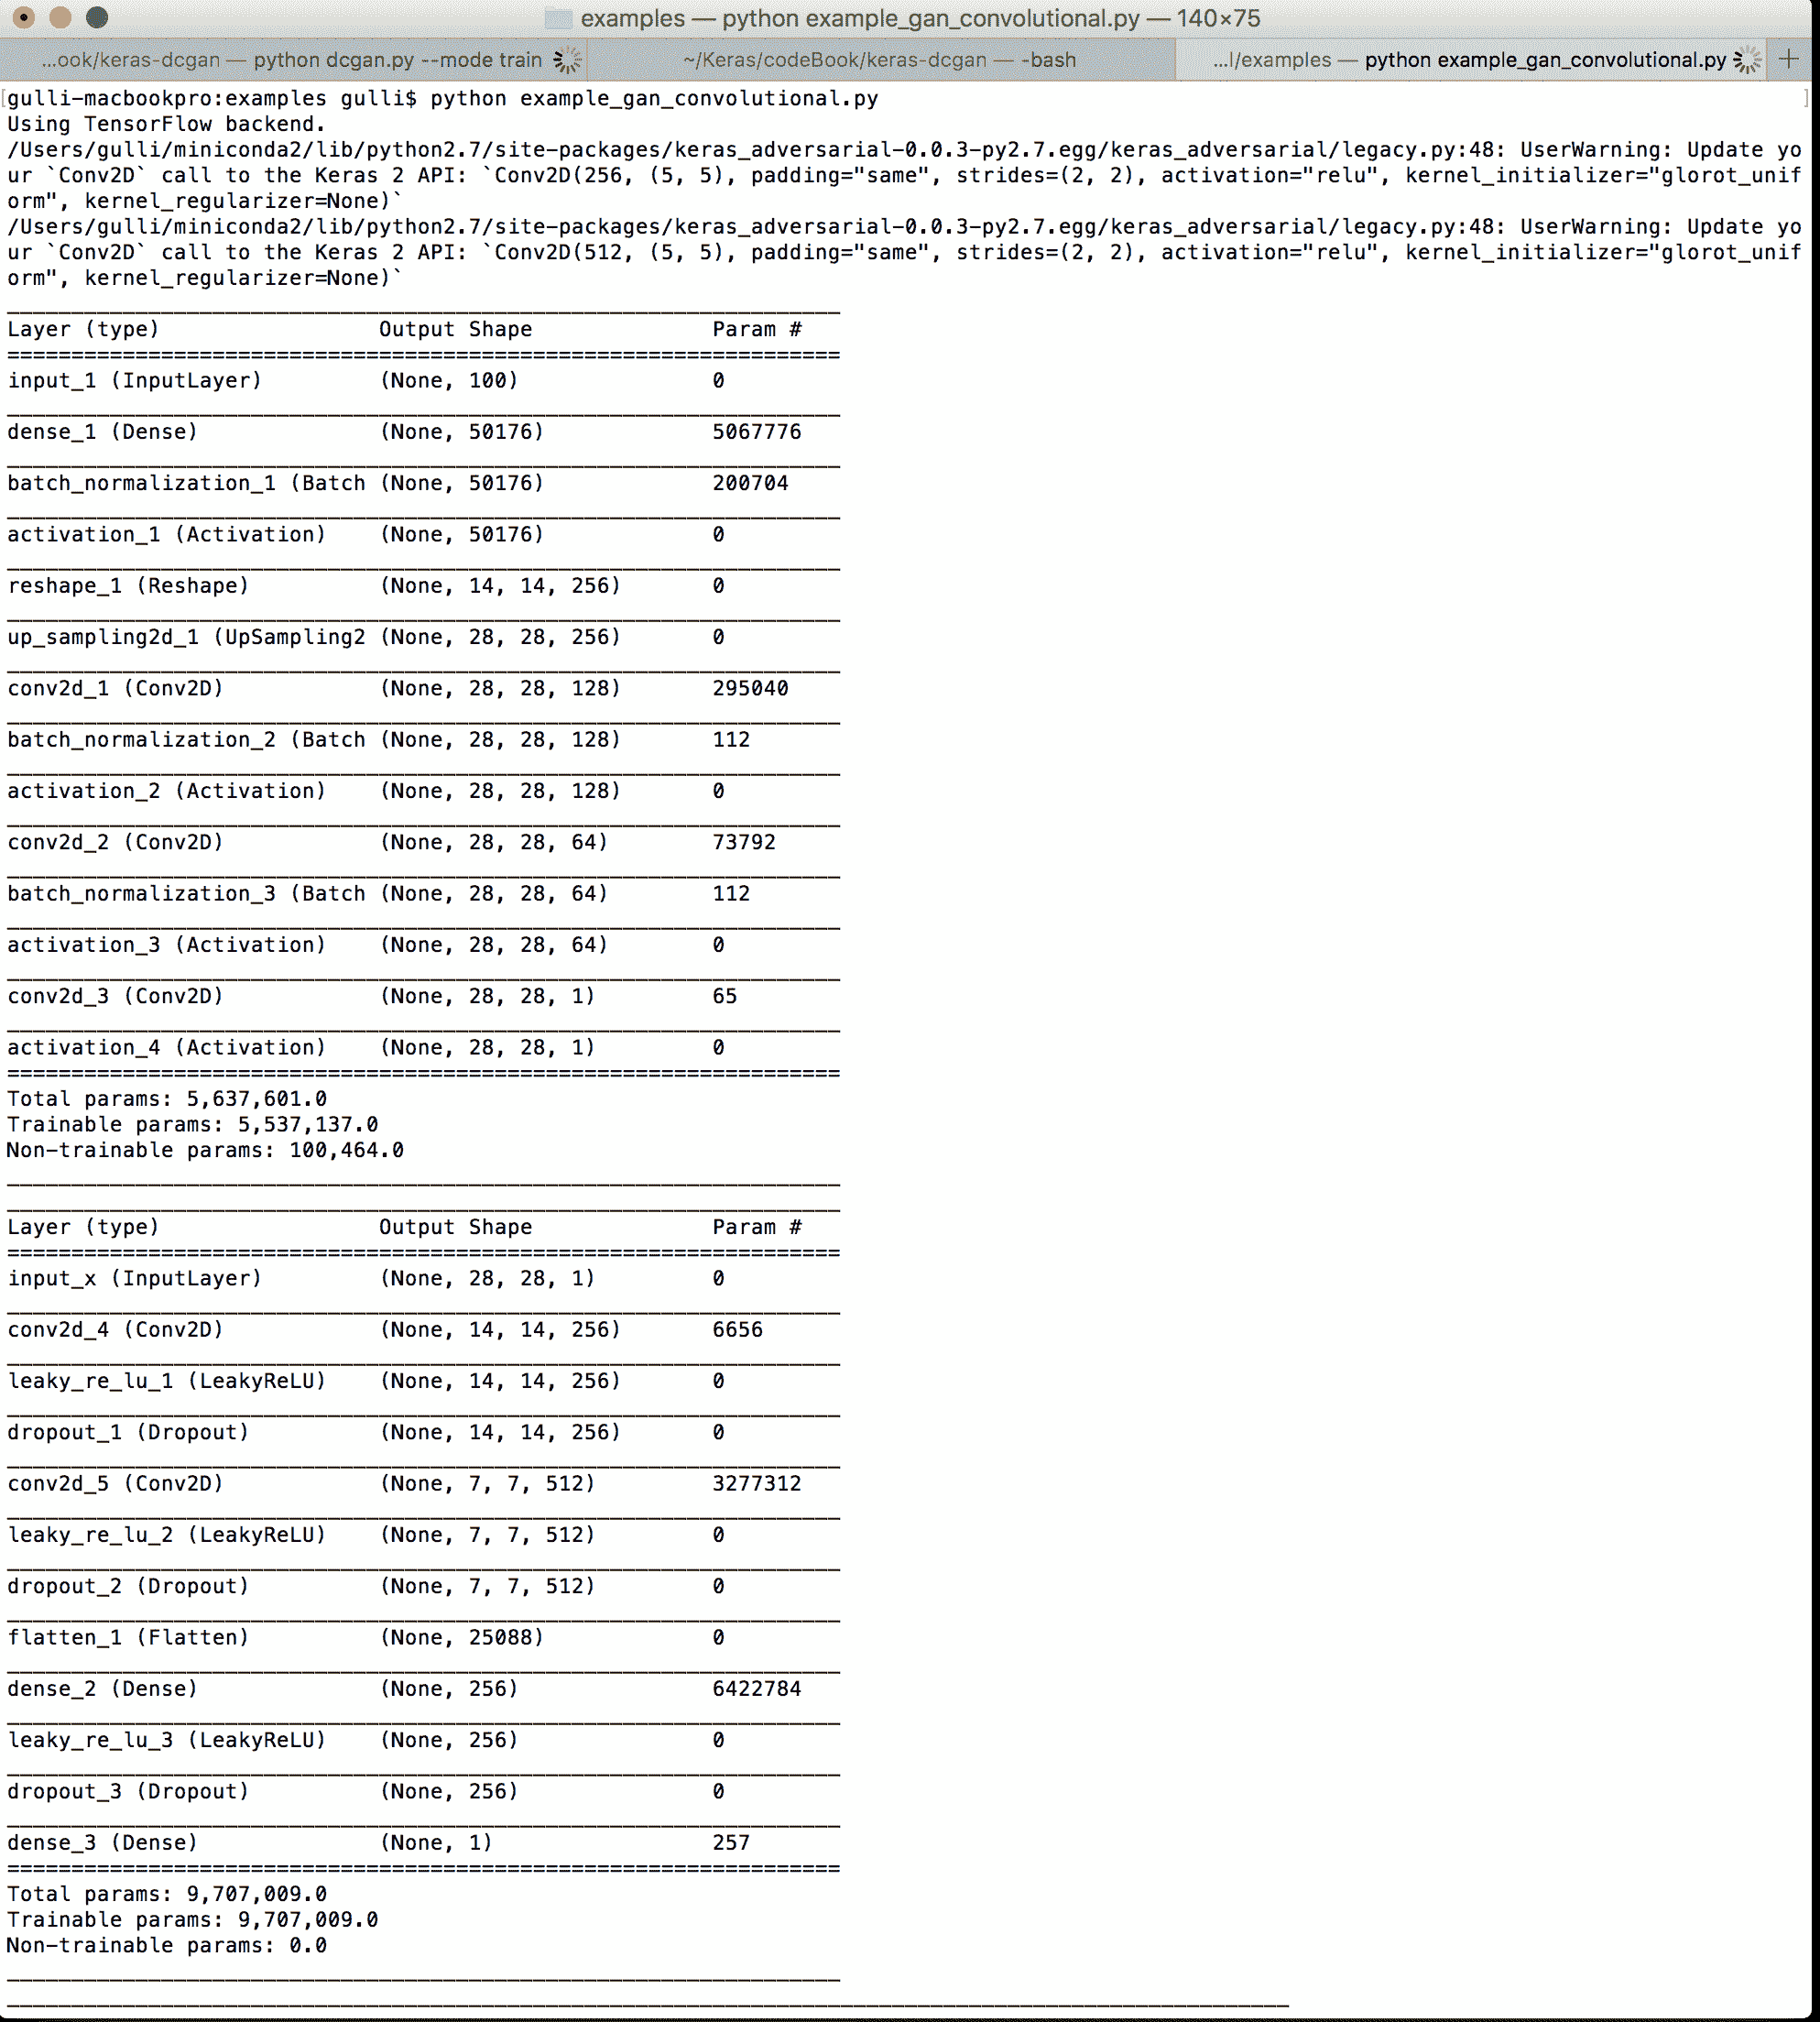 examples — python example_gan_convolutional.py — 140×75
...ook/keras-dcgan — python dcgan.py --mode train
~/Keras/codeBook/keras-dcgan — -bash
...l/examples — python example_gan_convolutional.py +
[gulli-macbookpro:examples gulli$ python example_gan_convolutional.py ]
Using TensorFlow backend.
/Users/gulli/miniconda2/lib/python2.7/site-packages/keras_adversarial-0.0.3-py2.7.egg/keras_adversarial/legacy.py:48: UserWarning: Update yo
ur `Conv2D` call to the Keras 2 API: `Conv2D(256, (5, 5), padding="same", strides=(2, 2), activation="relu", kernel_initializer="glorot_unif
orm", kernel_regularizer=None)`
/Users/gulli/miniconda2/lib/python2.7/site-packages/keras_adversarial-0.0.3-py2.7.egg/keras_adversarial/legacy.py:48: UserWarning: Update yo
ur `Conv2D` call to the Keras 2 API: `Conv2D(512, (5, 5), padding="same", strides=(2, 2), activation="relu", kernel_initializer="glorot_unif
orm", kernel_regularizer=None)`
Layer (type) Output Shape Param #
input_1 (InputLayer) (None, 100) 0
dense_1 (Dense) (None, 50176) 5067776
batch_normalization_1 (Batch (None, 50176) 200704
activation_1 (Activation) (None, 50176) 0
reshape_1 (Reshape) (None, 14, 14, 256) 0
up_sampling2d_1 (UpSampling2 (None, 28, 28, 256) 0
conv2d_1 (Conv2D) (None, 28, 28, 128) 295040
batch_normalization_2 (Batch (None, 28, 28, 128) 112
activation_2 (Activation) (None, 28, 28, 128) 0
conv2d_2 (Conv2D) (None, 28, 28, 64) 73792
batch_normalization_3 (Batch (None, 28, 28, 64) 112
activation_3 (Activation) (None, 28, 28, 64) 0
conv2d_3 (Conv2D) (None, 28, 28, 1) 65
activation_4 (Activation) (None, 28, 28, 1) 0
Total params: 5,637,601.0
Trainable params: 5,537,137.0
Non-trainable params: 100,464.0
Layer (type) Output Shape Param #
input_x (InputLayer) (None, 28, 28, 1) 0
conv2d_4 (Conv2D) (None, 14, 14, 256) 6656
leaky_re_lu_1 (LeakyReLU) (None, 14, 14, 256) 0
dropout_1 (Dropout) (None, 14, 14, 256) 0
conv2d_5 (Conv2D) (None, 7, 7, 512) 3277312
leaky_re_lu_2 (LeakyReLU) (None, 7, 7, 512) 0
dropout_2 (Dropout) (None, 7, 7, 512) 0
flatten_1 (Flatten) (None, 25088) 0
dense_2 (Dense) (None, 256) 6422784
leaky_re_lu_3 (LeakyReLU) (None, 256) 0
dropout_3 (Dropout) (None, 256) 0
dense_3 (Dense) (None, 1) 257
Total params: 9,707,009.0
Trainable params: 9,707,009.0
Non-trainable params: 0.0